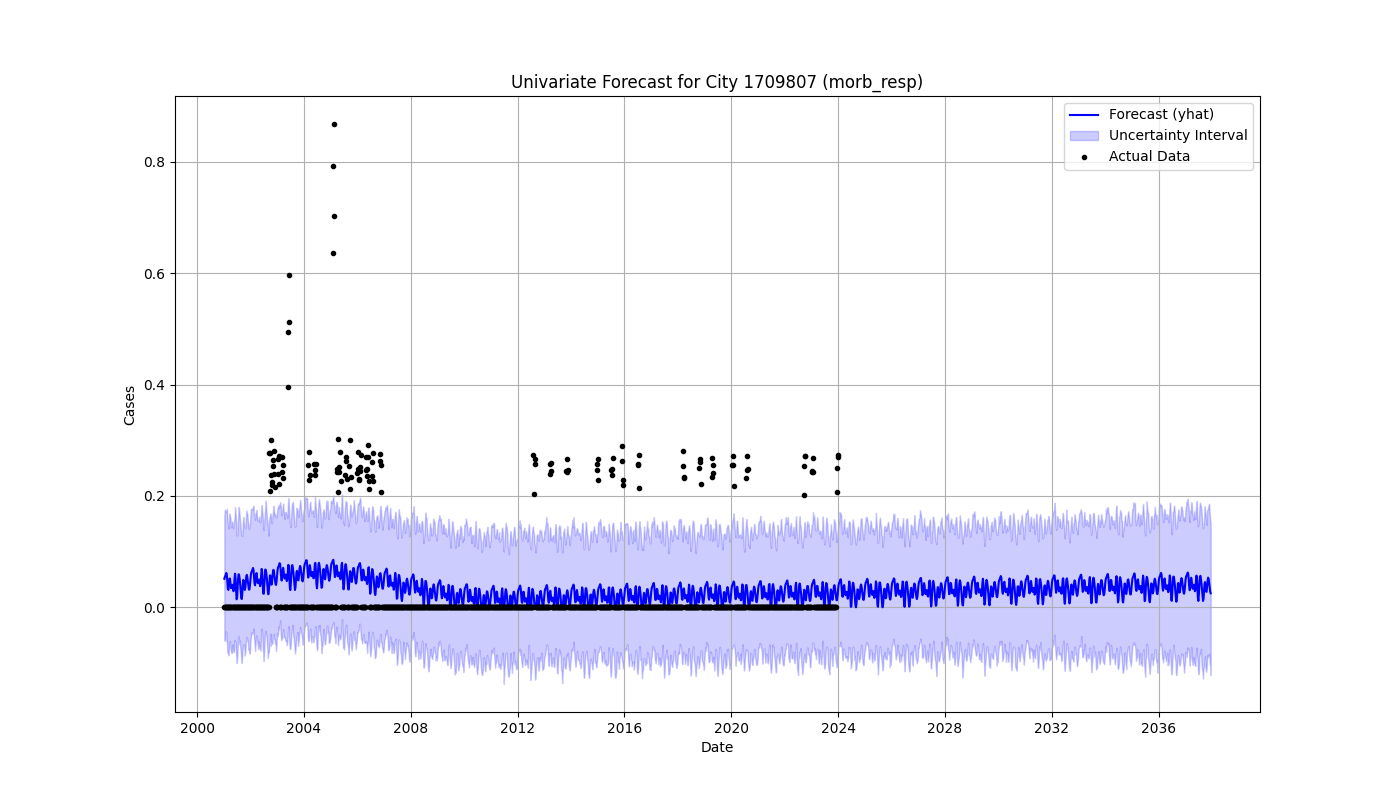 Univariate Forecast for City 1709807 (morb_resp)
Forecast (yhat)
Uncertainty Interval
Actual Data
Cases
0.8
0.6
0.4
0.2
0.0
2000 2004 2008 2012 2016 2020 2024 2028 2032 2036
Date